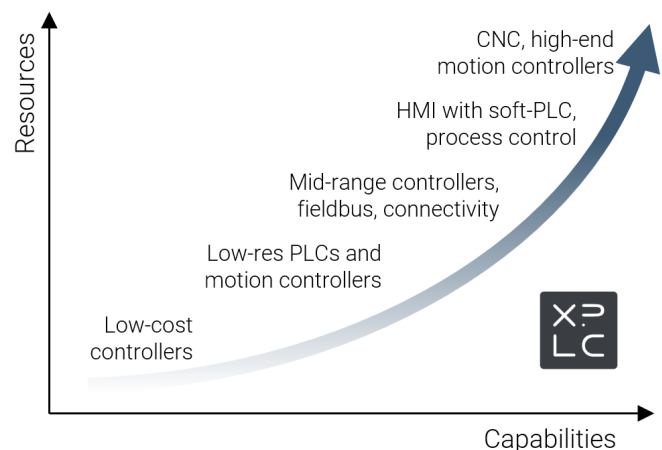 Resources
CNC, high-end
motion controllers
HMI with soft-PLC,
process control
Mid-range controllers,
fieldbus, connectivity
Low-res PLCs and
motion controllers
Low-cost
controllers
XP
LC
Capabilities